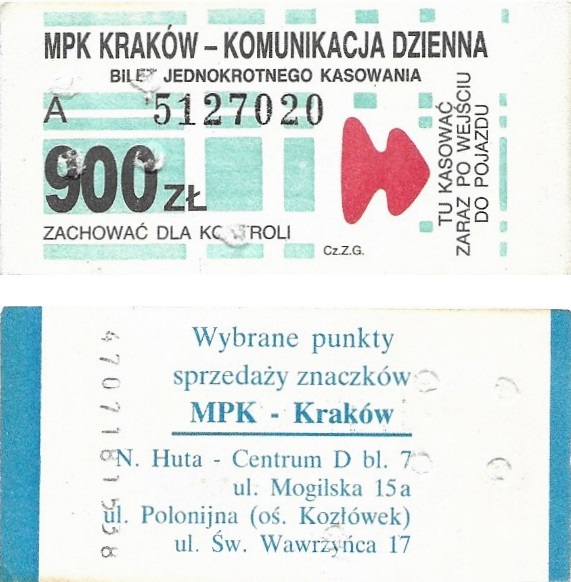 MPK KRAKÓW – KOMUNIKACJA DZIENNA
BILET JEDNOKROTNEGO KASOWANIA
A 5127020
900 ZŁ
ZACHOWAĆ DLA KONTROLI
Cz.Z.G.
TU KASOWAĆ
ZARAZ PO WEJŚCIU
DO POJAZDU
Wybrane punkty
sprzedaży znaczków
MPK - Kraków
N. Huta - Centrum D bl. 7
ul. Mogilska 15a
ul. Polonijna (oś. Kozłówek)
ul. Św. Wawrzyńca 17